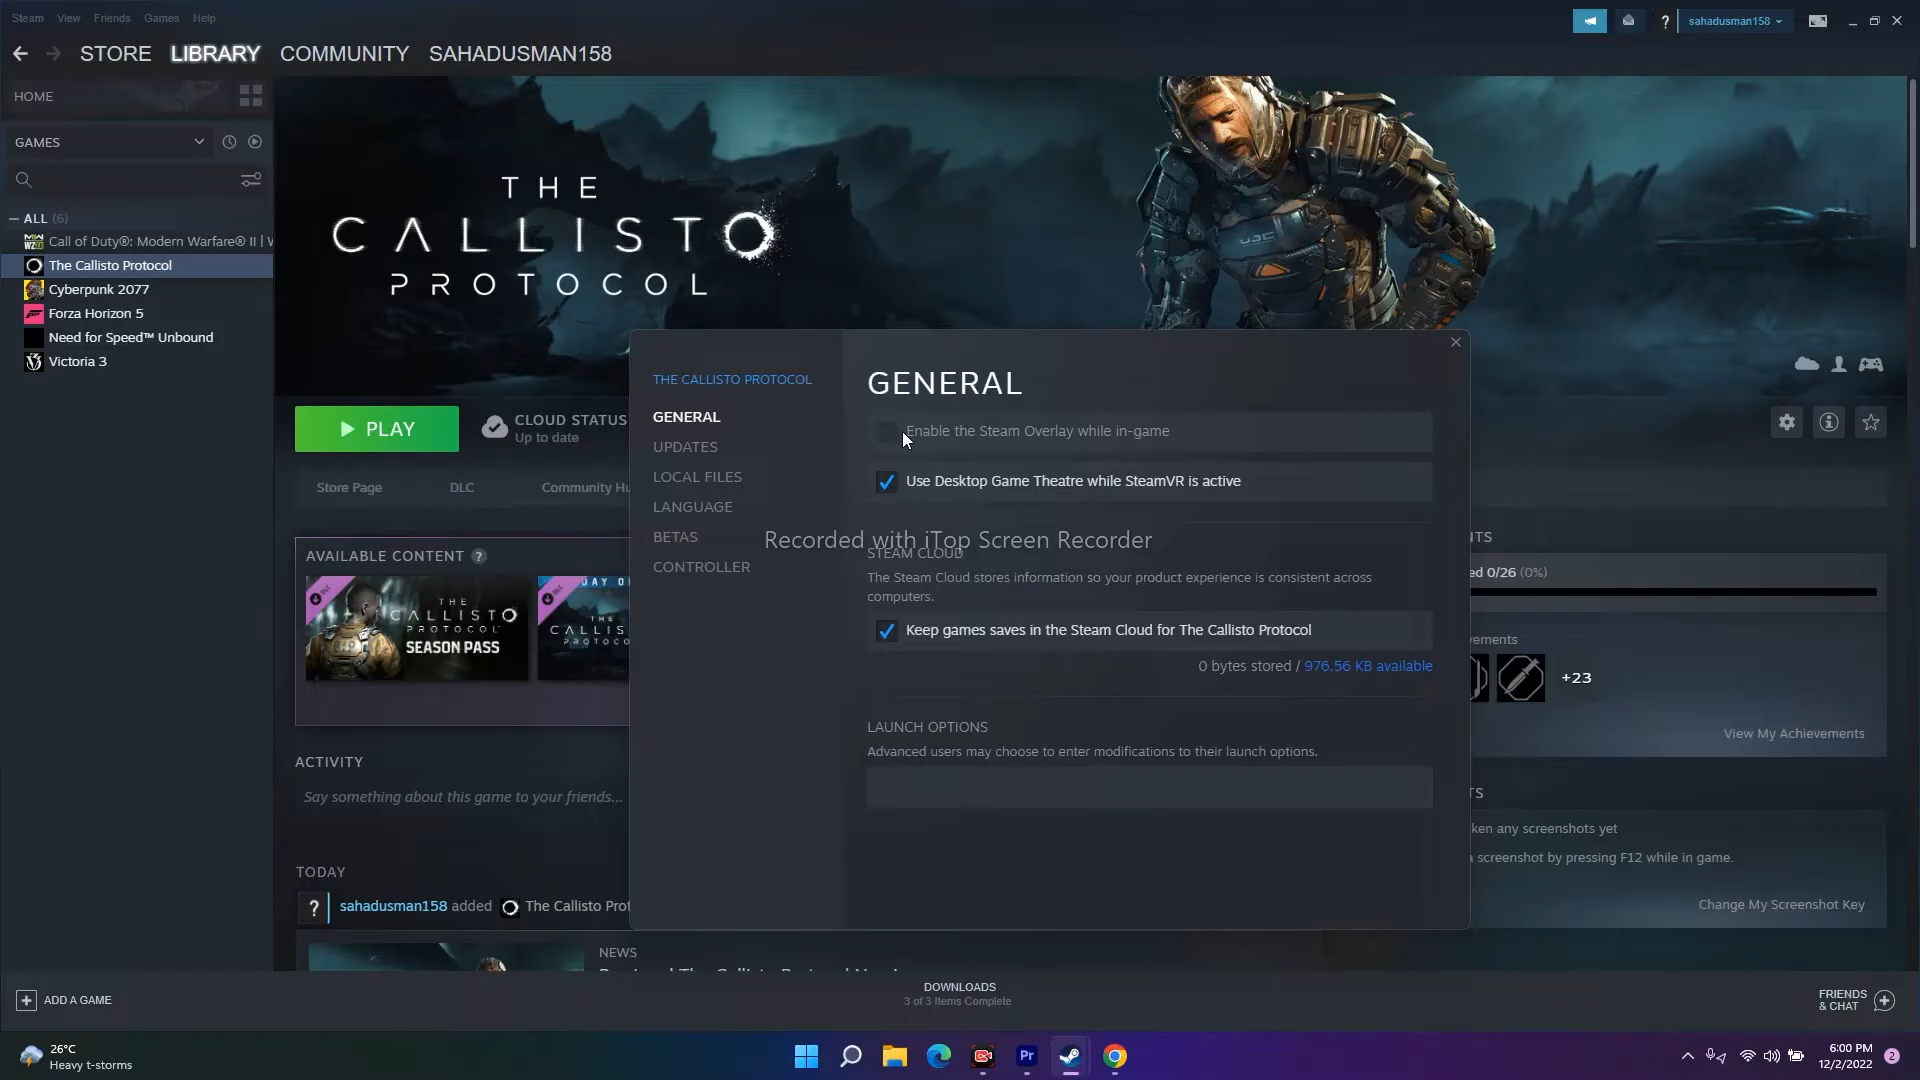 Steam View Friends Games Help
sahadusman158
STORE LIBRARY COMMUNITY SAHADUSMAN158
HOME
GAMES
ALL (6)
Call of Duty®: Modern Warfare® II | W
The Callisto Protocol
Cyberpunk 2077
Forza Horizon 5
Need for Speed™ Unbound
Victoria 3
THE
CALLISTO
PROTOCOL
PLAY
CLOUD STATUS
Up to date
Store Page DLC Community Hu
AVAILABLE CONTENT ?
THE
CALLISTO
PROTOCOL
SEASON PASS
DAY O
ACTIVITY
Say something about this game to your friends...
TODAY
sahadusman158 added The Callisto Prot
NEWS
THE CALLISTO PROTOCOL
GENERAL
UPDATES
LOCAL FILES
LANGUAGE
BETAS
CONTROLLER
GENERAL
Enable the Steam Overlay while in-game
Use Desktop Game Theatre while SteamVR is active
Recorded with iTop Screen Recorder
STEAM CLOUD
The Steam Cloud stores information so your product experience is consistent across
computers.
Keep games saves in the Steam Cloud for The Callisto Protocol
0 bytes stored / 976.56 KB available
LAUNCH OPTIONS
Advanced users may choose to enter modifications to their launch options.
NTS
ed 0/26 (0%)
vements
+23
View My Achievements
TS
ken any screenshots yet
a screenshot by pressing F12 while in game.
Change My Screenshot Key
ADD A GAME
DOWNLOADS
3 of 3 Items Complete
FRIENDS
& CHAT
26°C
Heavy t-storms
Pr
6:00 PM
12/2/2022
2